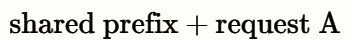 shared prefix + request A